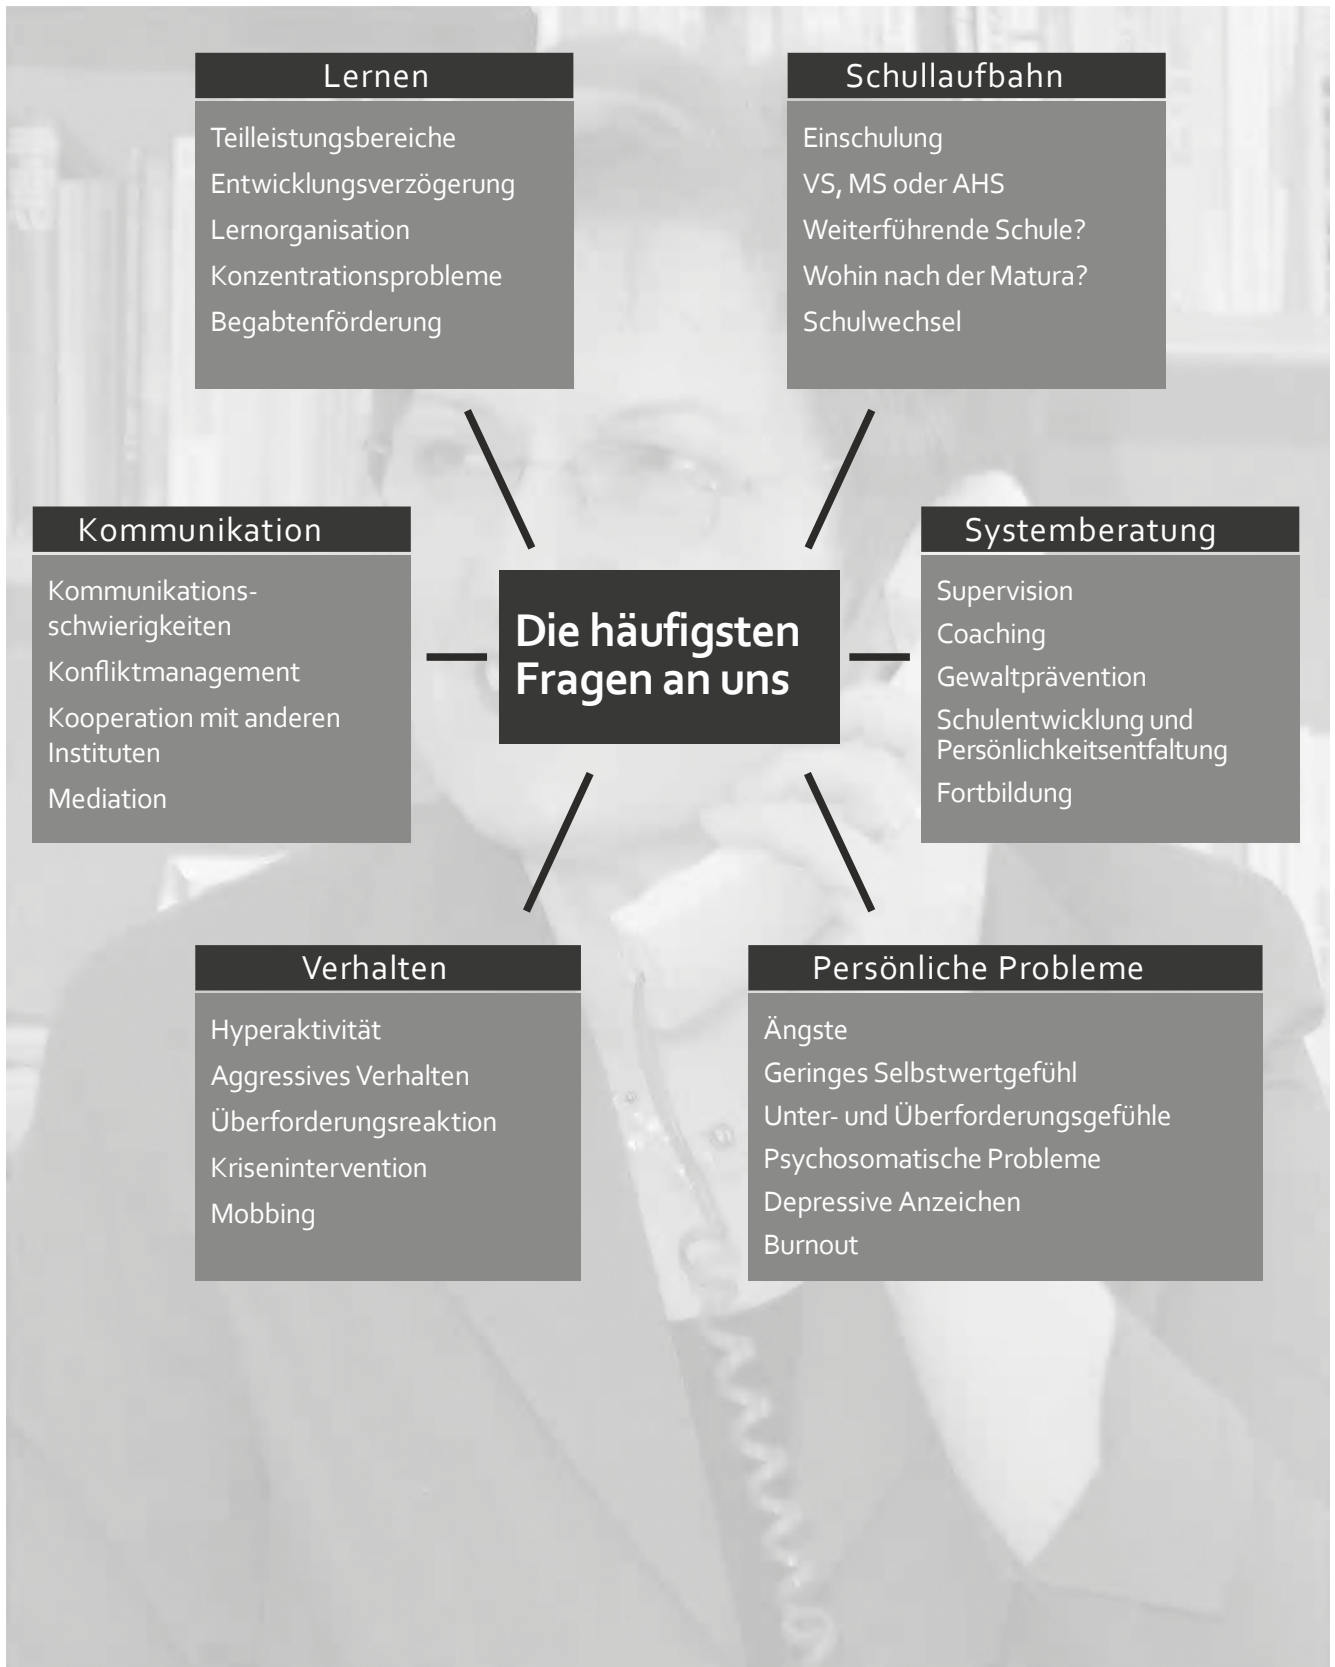 Lernen
Teilleistungsbereiche
Entwicklungsverzögerung
Lernorganisation
Konzentrationsprobleme
Begabtenförderung
Schullaufbahn
Einschulung
VS, MS oder AHS
Weiterführende Schule?
Wohin nach der Matura?
Schulwechsel
Kommunikation
Kommunikations-
schwierigkeiten
Konfliktmanagement
Kooperation mit anderen
Instituten
Mediation
Die häufigsten
Fragen an uns
Systemberatung
Supervision
Coaching
Gewaltprävention
Schulentwicklung und
Persönlichkeitsentfaltung
Fortbildung
Verhalten
Hyperaktivität
Aggressives Verhalten
Überforderungsreaktion
Krisenintervention
Mobbing
Persönliche Probleme
Ängste
Geringes Selbstwertgefühl
Unter- und Überforderungsgefühle
Psychosomatische Probleme
Depressive Anzeichen
Burnout